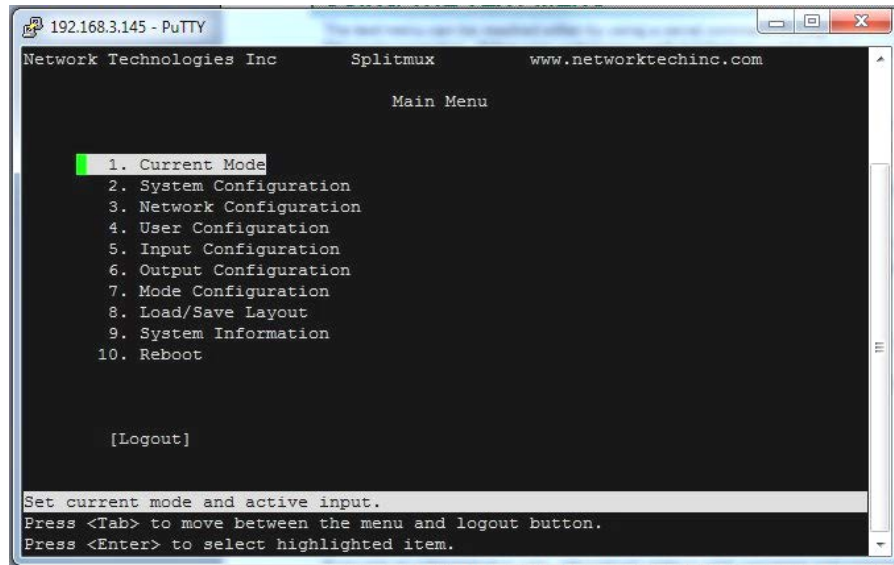 192.168.3.145 - PuTTY
Network Technologies Inc Splitmux www.networktechinc.com
Main Menu
1. Current Mode
2. System Configuration
3. Network Configuration
4. User Configuration
5. Input Configuration
6. Output Configuration
7. Mode Configuration
8. Load/Save Layout
9. System Information
10. Reboot
[Logout]
Set current mode and active input.
Press <Tab> to move between the menu and logout button.
Press <Enter> to select highlighted item.